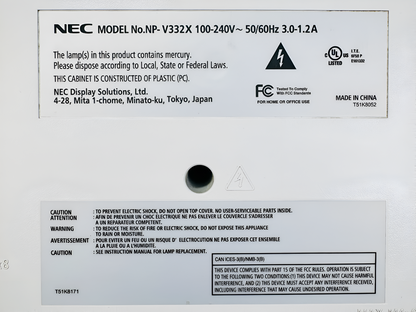 NEC MODEL No.NP- V332X 100-240V~ 50/60Hz 3.0-1.2A
The lamp(s) in this product contains mercury.
Please dispose according to Local, State or Federal Laws.
THIS CABINET IS CONSTRUCTED OF PLASTIC (PC).
NEC Display Solutions, Ltd.
4-28, Mita 1-chome, Minato-ku, Tokyo, Japan
C UL US LISTED
I.T.E.
FC Tested To Comply
With FCC Standards
FOR HOME OR OFFICE USE
MADE IN CHINA
T51K8052
CAUTION : TO PREVENT ELECTRIC SHOCK, DO NOT OPEN TOP COVER. NO USER-SERVICEABLE PARTS INSIDE.
ATTENTION : AFIN DE PREVENIR UN CHOC ELECTRIQUE NE PAS ENLEVER LE COUVERCLE S'ADRESSER
A UN REPARATEUR COMPETENT.
WARNING : TO REDUCE THE RISK OF FIRE OR ELECTRIC SHOCK, DO NOT EXPOSE THIS APPLIANCE
TO RAIN OR MOISTURE.
AVERTISSEMENT : POUR EVITER UN FEU OU UN RISQUE D' ELECTROCUTION NE PAS EXPOSER CET ENSEMBLE
A LA PLUIE OU A L'HUMIDITE.
CAUTION : SEE INSTRUCTION MANUAL FOR LAMP REPLACEMENT.
CAN ICES-3(B)/NMB-3(B)
THIS DEVICE COMPLIES WITH PART 15 OF THE FCC RULES. OPERATION IS SUBJECT
TO THE FOLLOWING TWO CONDITIONS: (1) THIS DEVICE MAY NOT CAUSE HARMFUL
INTERFERENCE, AND (2) THIS DEVICE MUST ACCEPT ANY INTERFERENCE RECEIVED,
INCLUDING INTERFERENCE THAT MAY CAUSE UNDESIRED OPERATION.
T51K8171